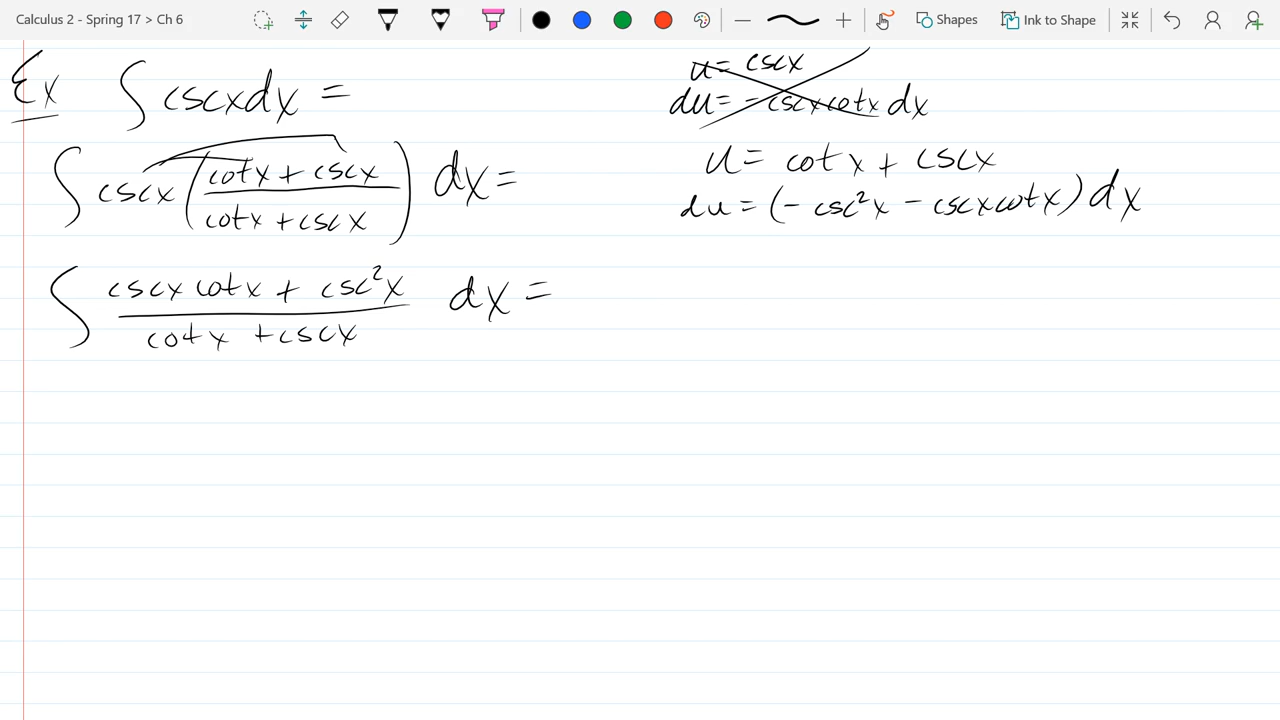 Calculus 2 - Spring 17 > Ch 6
Shapes
Ink to Shape
Ex ∫ cscx dx =
∫ cscx ((cotx + cscx)/(cotx + cscx)) dx =
∫ (cscx cotx + csc²x)/(cotx + cscx) dx =
u = cscx
du = -cscx cotx dx
u = cotx + cscx
du = (- csc²x - cscx cotx) dx